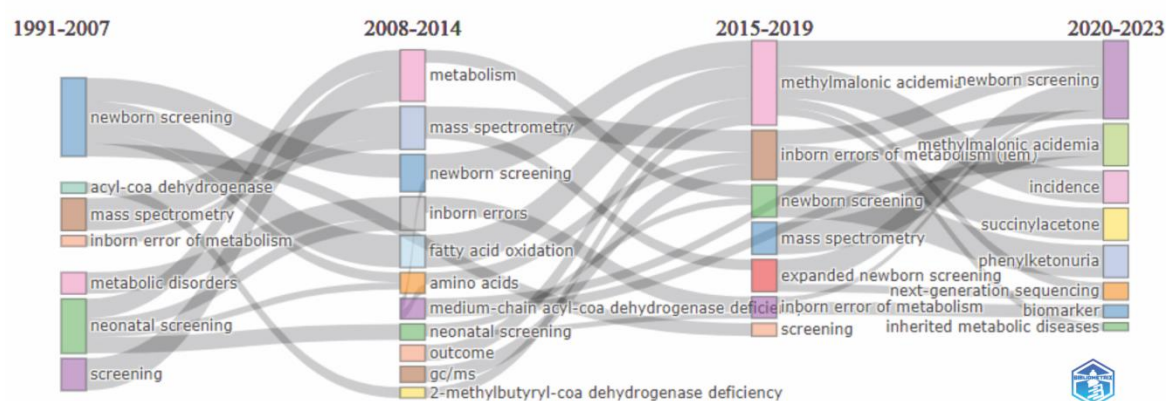 1991-2007
2008-2014
2015-2019
2020-2023
newborn screening
acyl-coa dehydrogenase
mass spectrometry
inborn error of metabolism
metabolic disorders
neonatal screening
screening
metabolism
mass spectrometry
newborn screening
inborn errors
fatty acid oxidation
amino acids
medium-chain acyl-coa dehydrogenase deficie
neonatal screening
outcome
gc/ms
2-methylbutyryl-coa dehydrogenase deficiency
methylmalonic acidemia
inborn errors of metabolism (iem)
newborn screening
mass spectrometry
expanded newborn screening
inborn error of metabolism
screening
newborn screening
methylmalonic acidemia
incidence
succinylacetone
phenylketonuria
next-generation sequencing
biomarker
inherited metabolic diseases
BIBLIOMETRIX